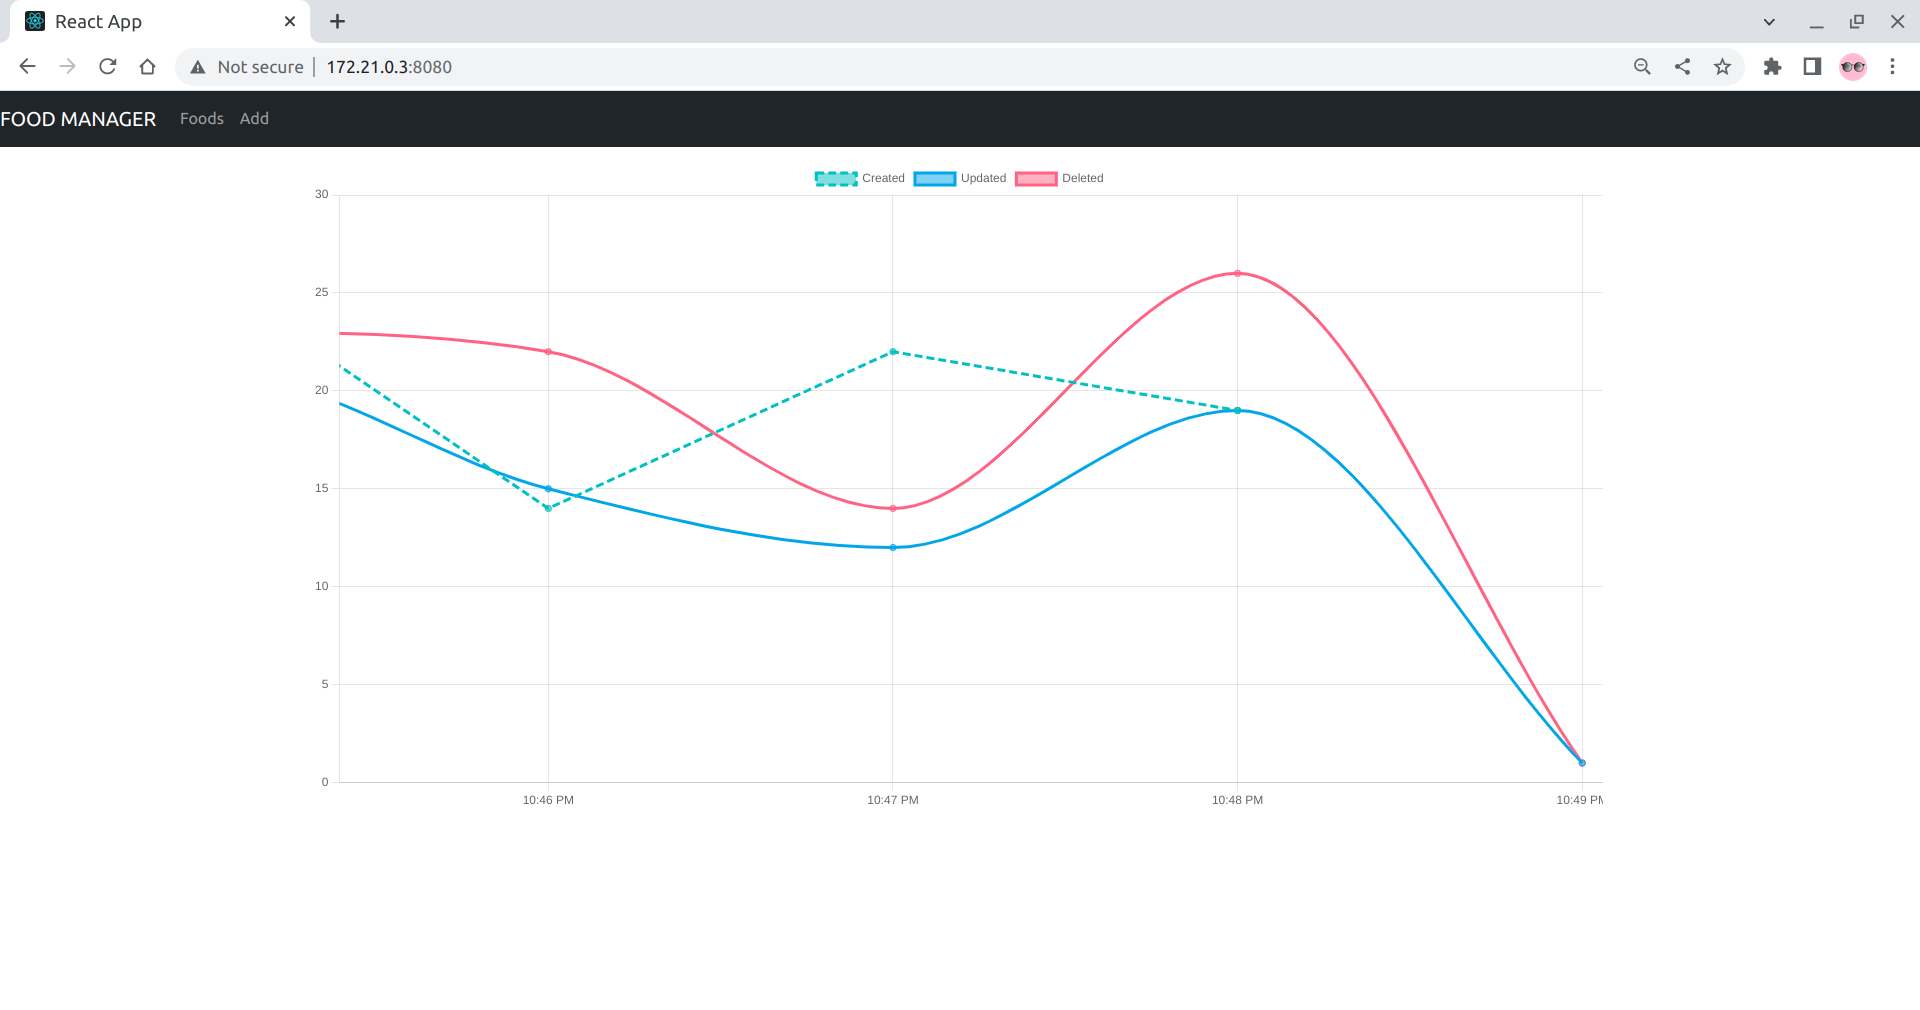 React App
Not secure 172.21.0.3:8080
FOOD MANAGER Foods Add
Created Updated Deleted
30
25
20
15
10
5
0
10:46 PM 10:47 PM 10:48 PM 10:49 PM